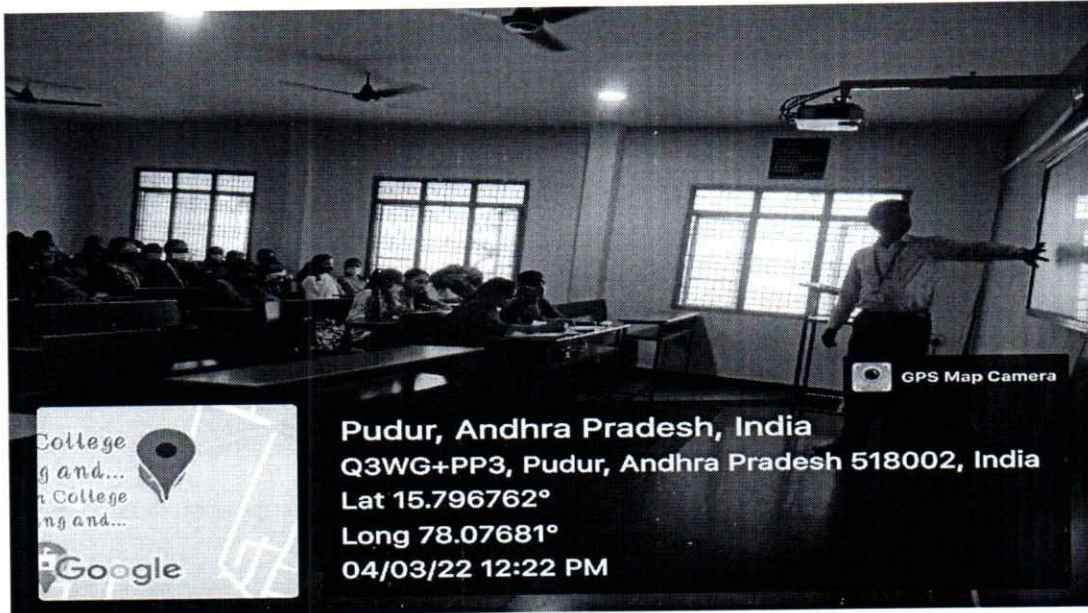 GPS Map Camera
College
g and...
n College
ng and...
Google
Pudur, Andhra Pradesh, India
Q3WG+PP3, Pudur, Andhra Pradesh 518002, India
Lat 15.796762°
Long 78.07681°
04/03/22 12:22 PM